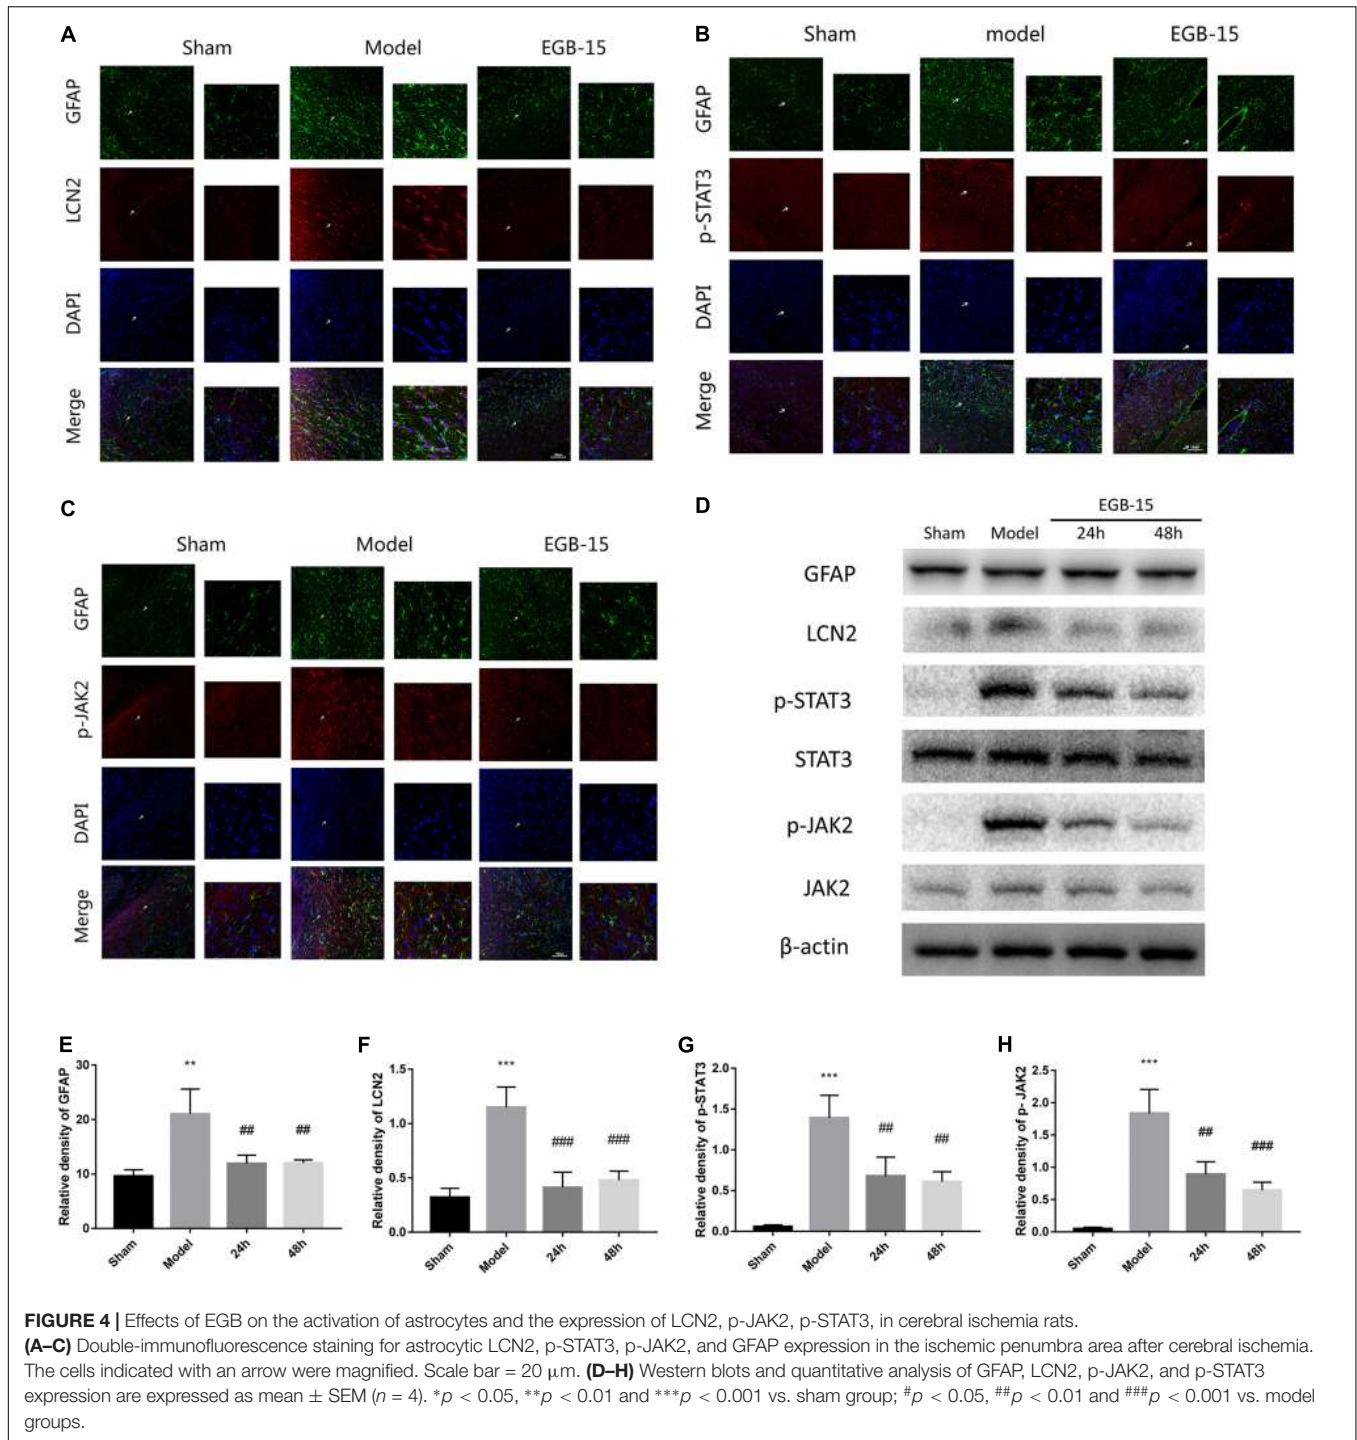 A
Sham Model EGB-15
GFAP
LCN2
DAPI
Merge
B
Sham model EGB-15
GFAP
p-STAT3
DAPI
Merge
C
Sham Model EGB-15
GFAP
p-JAK2
DAPI
Merge
D
EGB-15
Sham Model 24h 48h
GFAP
LCN2
p-STAT3
STAT3
p-JAK2
JAK2
β-actin
E
Relative density of GFAP
30
20
10
0
**
##
##
Sham Model 24h 48h
F
Relative density of LCN2
1.5
1.0
0.5
0.0
***
###
###
Sham Model 24h 48h
G
Relative density of p-STAT3
2.0
1.5
1.0
0.5
0.0
***
##
##
Sham Model 24h 48h
H
Relative density of p- JAK2
2.5
2.0
1.5
1.0
0.5
0.0
***
##
###
Sham Model 24h 48h
FIGURE 4 | Effects of EGB on the activation of astrocytes and the expression of LCN2, p-JAK2, p-STAT3, in cerebral ischemia rats.
(A–C) Double-immunofluorescence staining for astrocytic LCN2, p-STAT3, p-JAK2, and GFAP expression in the ischemic penumbra area after cerebral ischemia.
The cells indicated with an arrow were magnified. Scale bar = 20 μm. (D–H) Western blots and quantitative analysis of GFAP, LCN2, p-JAK2, and p-STAT3
expression are expressed as mean ± SEM (n = 4). *p < 0.05, **p < 0.01 and ***p < 0.001 vs. sham group; #p < 0.05, ##p < 0.01 and ###p < 0.001 vs. model
groups.